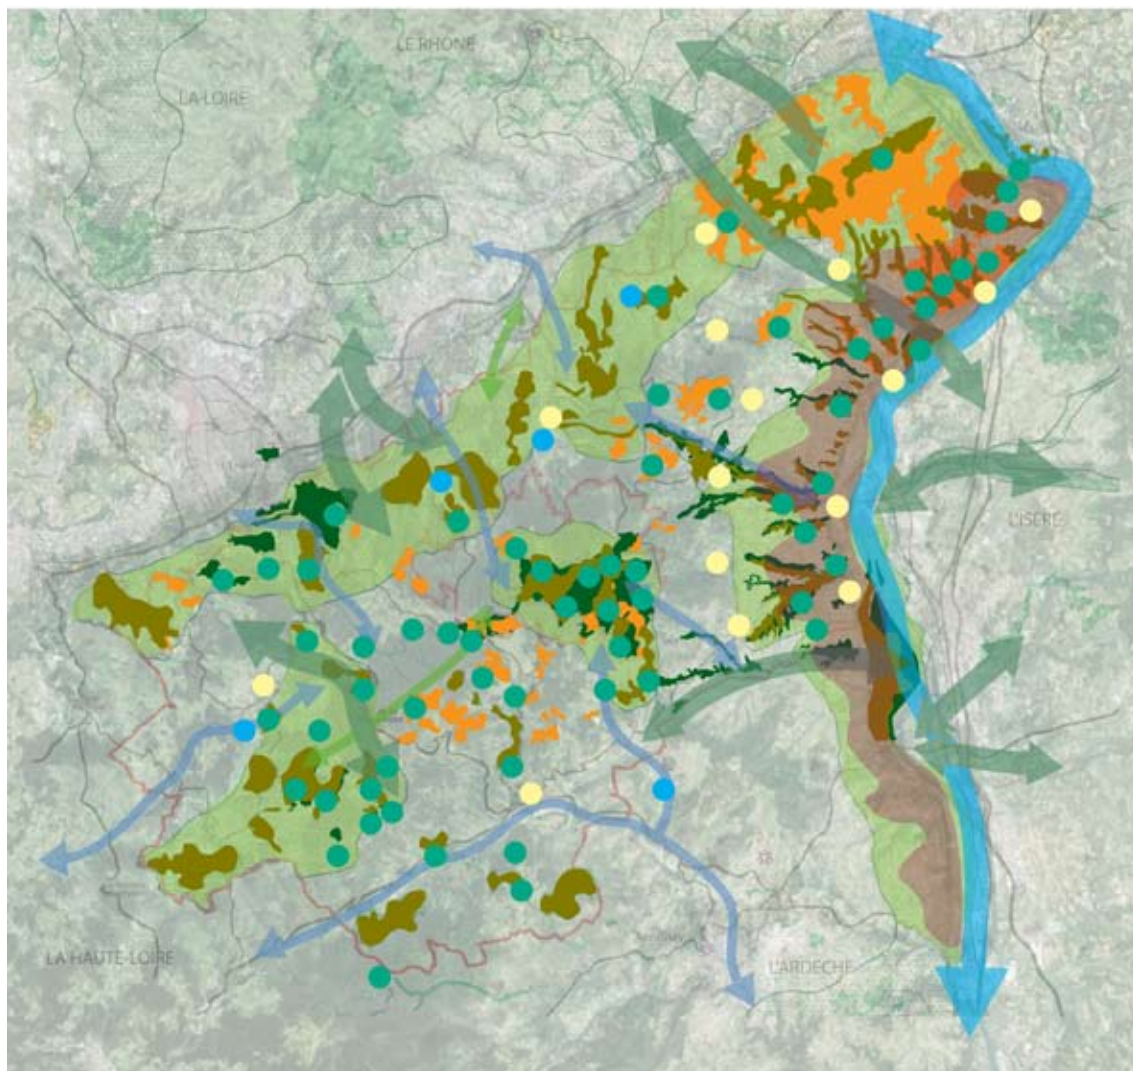 LE RHONE
LA LOIRE
L'ISERE
LA HAUTE-LOIRE
L'ARDECHE